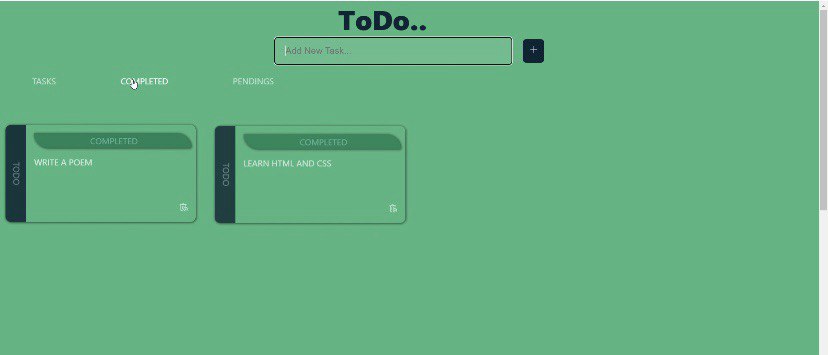 ToDo..
Add New Task...
+
TASKS COMPLETED PENDINGS
TODO
COMPLETED
WRITE A POEM
TODO
COMPLETED
LEARN HTML AND CSS